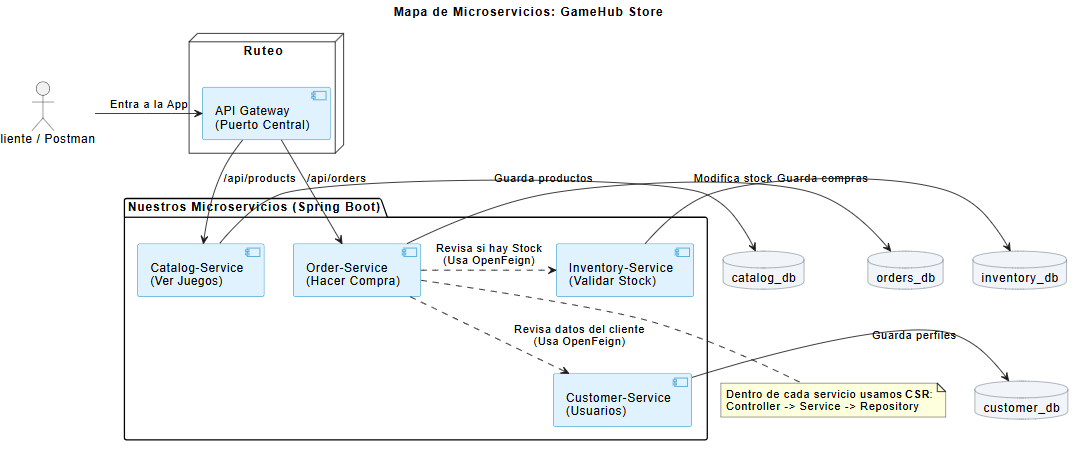 Mapa de Microservicios: GameHub Store
Ruteo
API Gateway
(Puerto Central)
Entra a la App
liente / Postman
/api/products
/api/orders
Guarda productos
Modifica stock
Guarda compras
Nuestros Microservicios (Spring Boot)
Catalog-Service
(Ver Juegos)
Order-Service
(Hacer Compra)
Revisa si hay Stock
(Usa OpenFeign)
Inventory-Service
(Validar Stock)
catalog_db
orders_db
inventory_db
Revisa datos del cliente
(Usa OpenFeign)
Guarda perfiles
Customer-Service
(Usuarios)
Dentro de cada servicio usamos CSR:
Controller -> Service -> Repository
customer_db